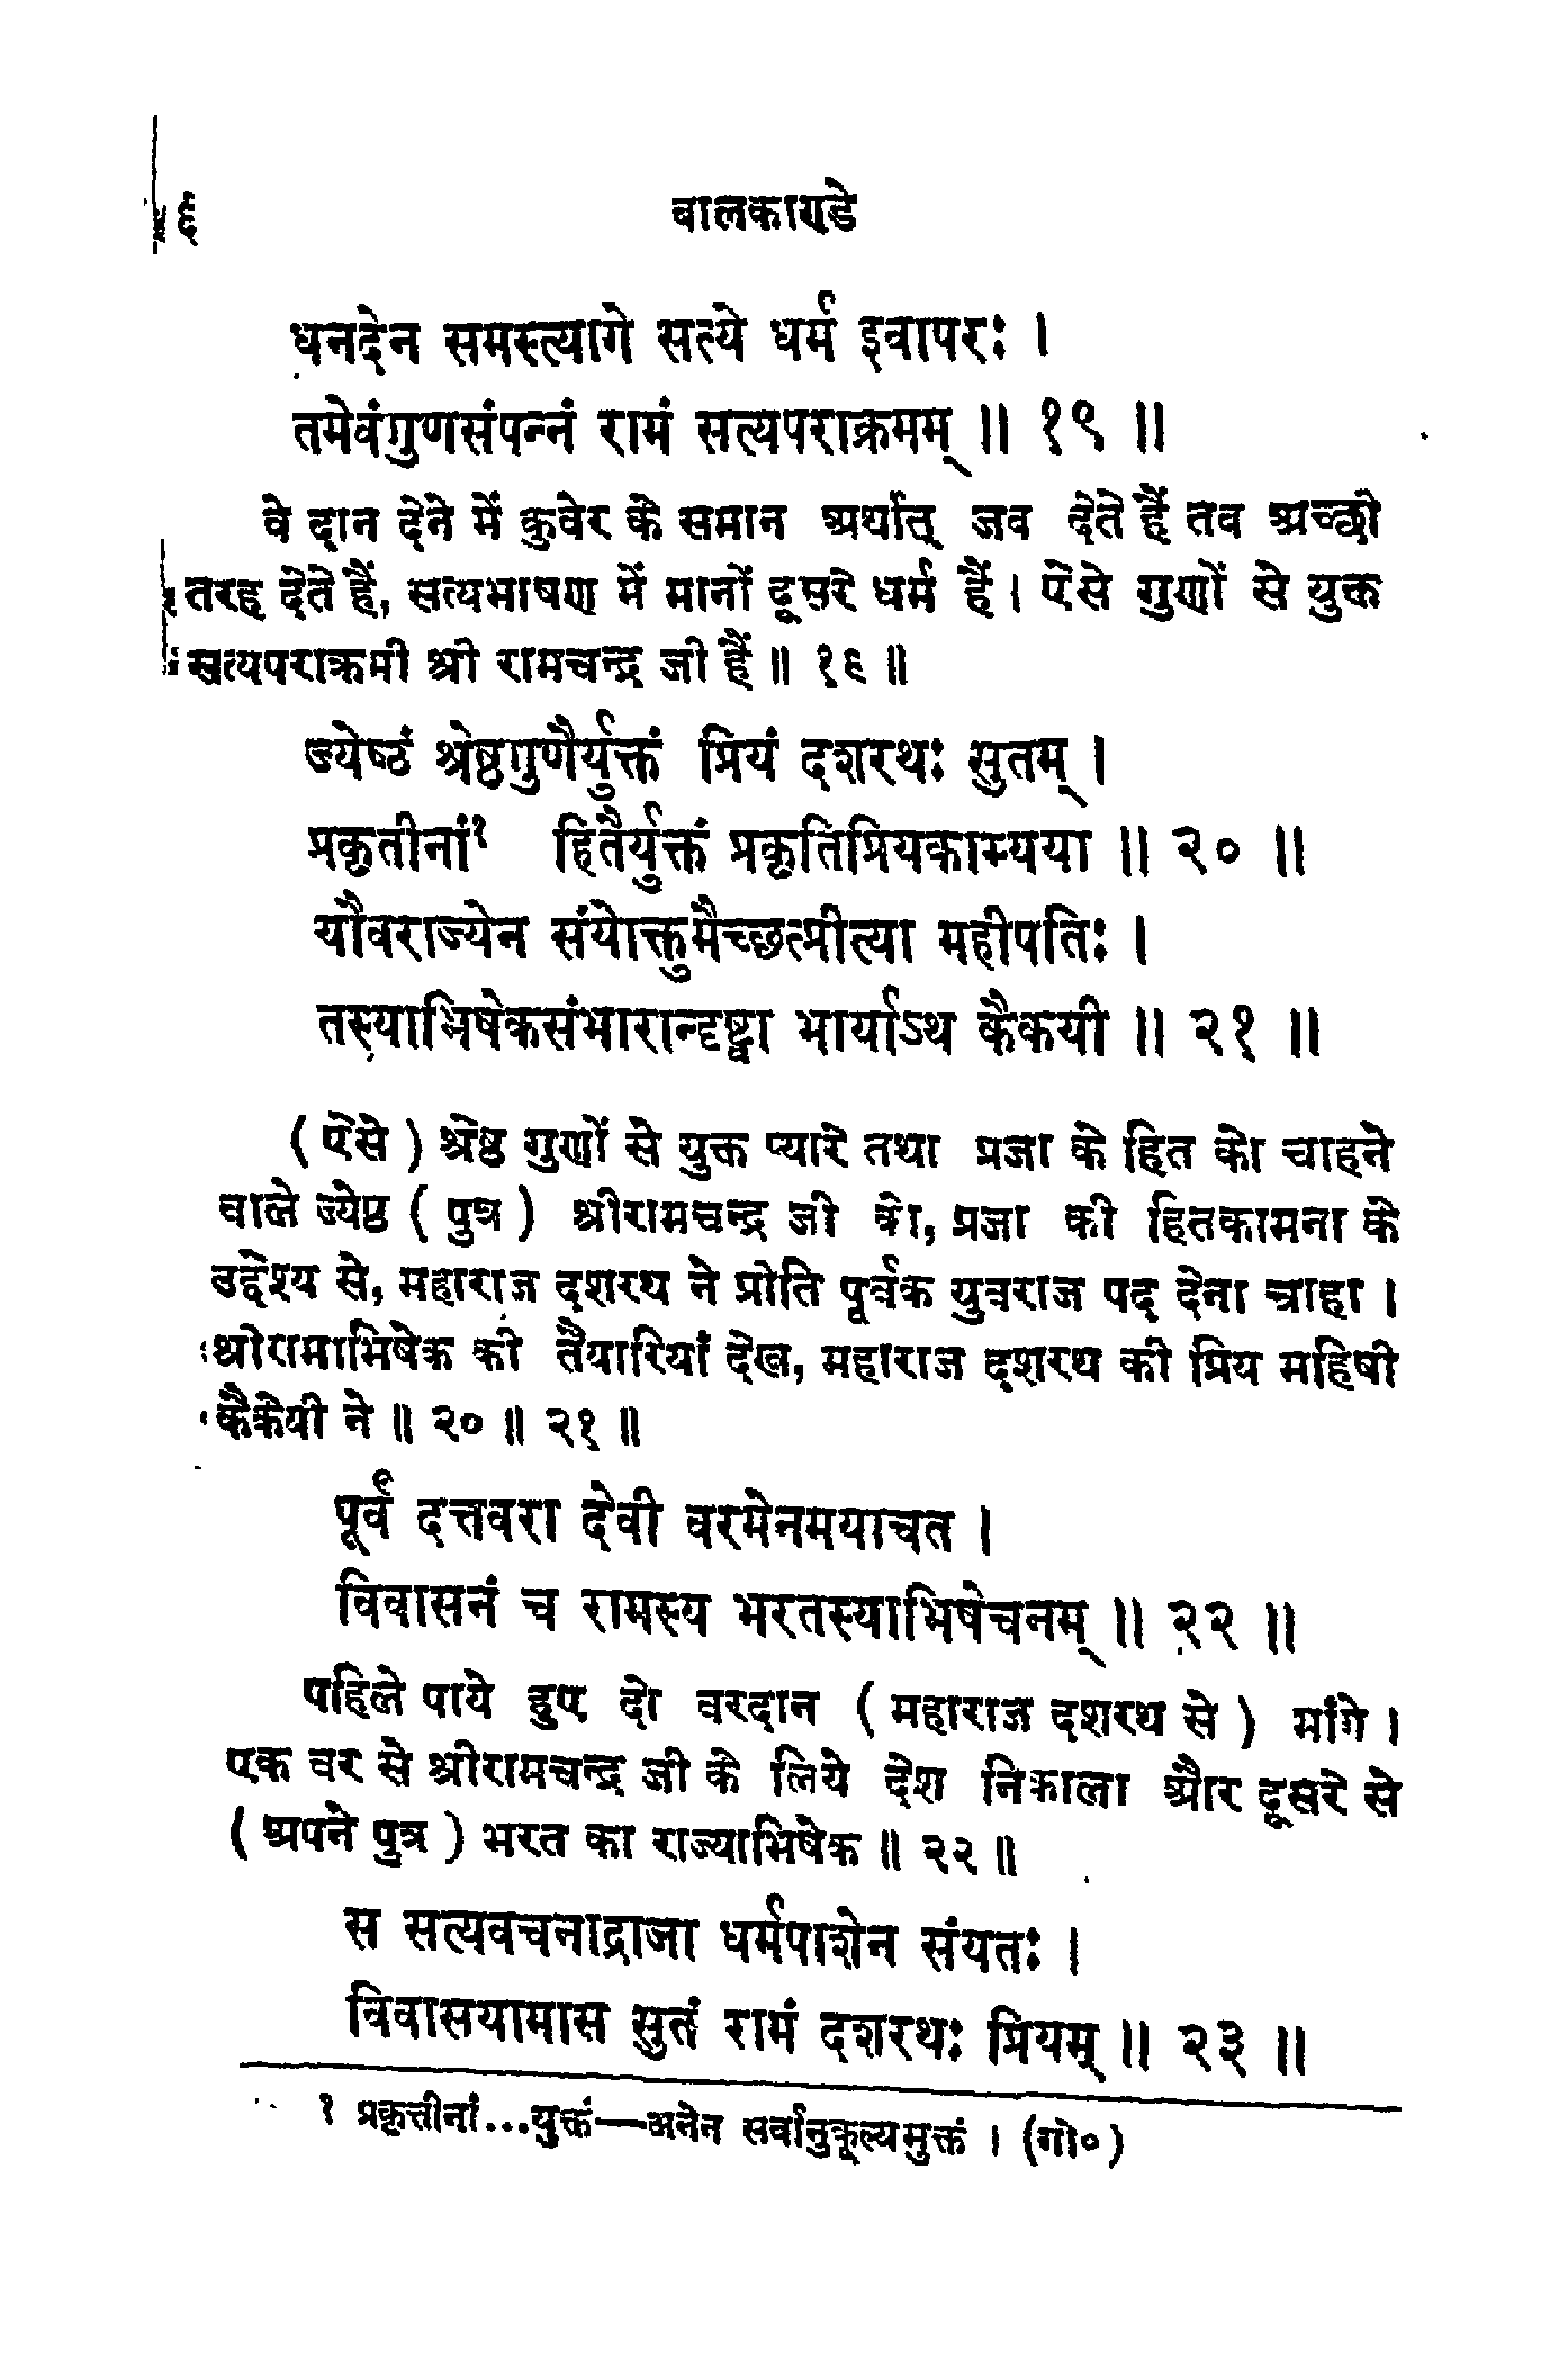 ६ वालकाण्डे
धनदेन समस्त्यागे सत्ये धर्म इवापरः ।
तमेवंगुणसंपन्नं रामं सत्यपराक्रमम् ॥ १९ ॥
वे दान देने में कुवेर के समान अर्थात् जव देते हैं तव अच्छी
तरह देते हैं, सत्यभाषण में मानों दूसरे धर्म हैं । ऐसे गुणों से युक्त
सत्यपराक्रमी श्री रामचन्द्र जी हैं ॥ १९ ॥
ज्येष्ठं श्रेष्ठगुणैर्युक्तं प्रियं दशरथः सुतम् ।
प्रकृतीनां१ हितैर्युक्तं प्रकृतिप्रियकाम्यया ॥ २० ॥
यौवराज्येन संयोक्तुमैच्छत्प्रीत्या महीपतिः ।
तस्याभिषेकसंभारान्दृष्ट्वा भार्याऽथ कैकयी ॥ २१ ॥
( ऐसे ) श्रेष्ठ गुणों से युक्त प्यारे तथा प्रजा के हित को चाहने
वाले ज्येष्ठ ( पुत्र ) श्रीरामचन्द्र जी को, प्रजा की हितकामना के
उद्देश्य से, महाराज दशरथ ने प्रीति पूर्वक युवराज पद देना चाहा ।
श्रीरामाभिषेक की तैयारियां देख, महाराज दशरथ की प्रिय महिषी
कैकेयी ने ॥ २० ॥ २१ ॥
पूर्वं दत्तवरा देवी वरमेनमयाचत ।
विवासनं च रामस्य भरतस्याभिषेचनम् ॥ २२ ॥
पहिले पाये हुए दो वरदान ( महाराज दशरथ से ) मांगे ।
एक वर से श्रीरामचन्द्र जी के लिये देश निकाला और दूसरे से
( अपने पुत्र ) भरत का राज्याभिषेक ॥ २२ ॥
स सत्यवचनाद्राजा धर्मपाशेन संयतः ।
विवासयामास सुतं रामं दशरथः प्रियम् ॥ २३ ॥
१ प्रकृत्तीनां...युक्तं—अनेन सर्वानुकूल्यमुक्तं । (गो०)